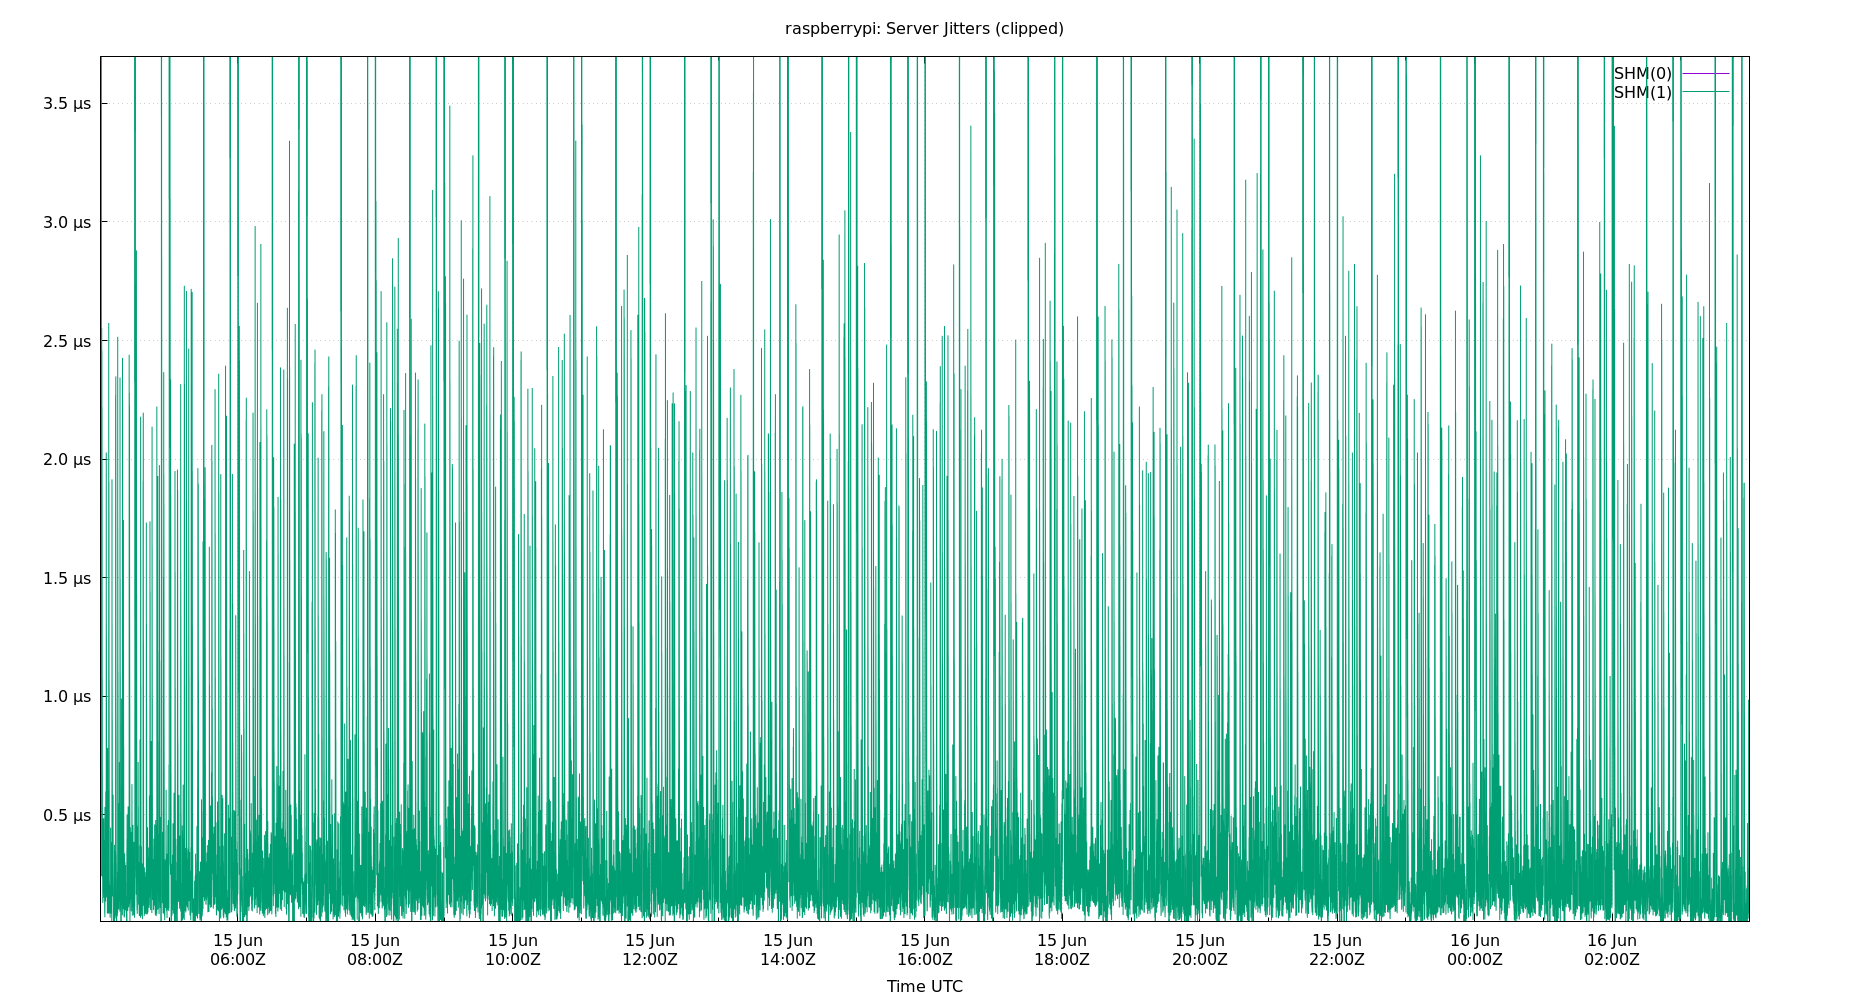 raspberrypi: Server Jitters (clipped)
SHM(0)
SHM(1)
3.5 μs
3.0 μs
2.5 μs
2.0 μs
1.5 μs
1.0 μs
0.5 μs
15 Jun 15 Jun 15 Jun 15 Jun 15 Jun 15 Jun 15 Jun 15 Jun 15 Jun 16 Jun 16 Jun
06:00Z 08:00Z 10:00Z 12:00Z 14:00Z 16:00Z 18:00Z 20:00Z 22:00Z 00:00Z 02:00Z
Time UTC